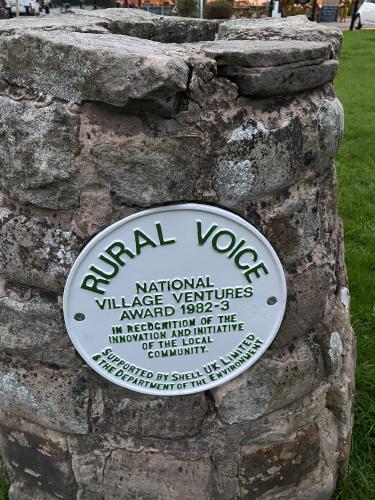 RURAL VOICE
NATIONAL
VILLAGE VENTURES
AWARD 1982-3
IN RECOGNITION OF THE
INNOVATION AND INITIATIVE
OF THE LOCAL
COMMUNITY.
SUPPORTED BY SHELL UK LIMITED
& THE DEPARTMENT OF THE ENVIRONMENT